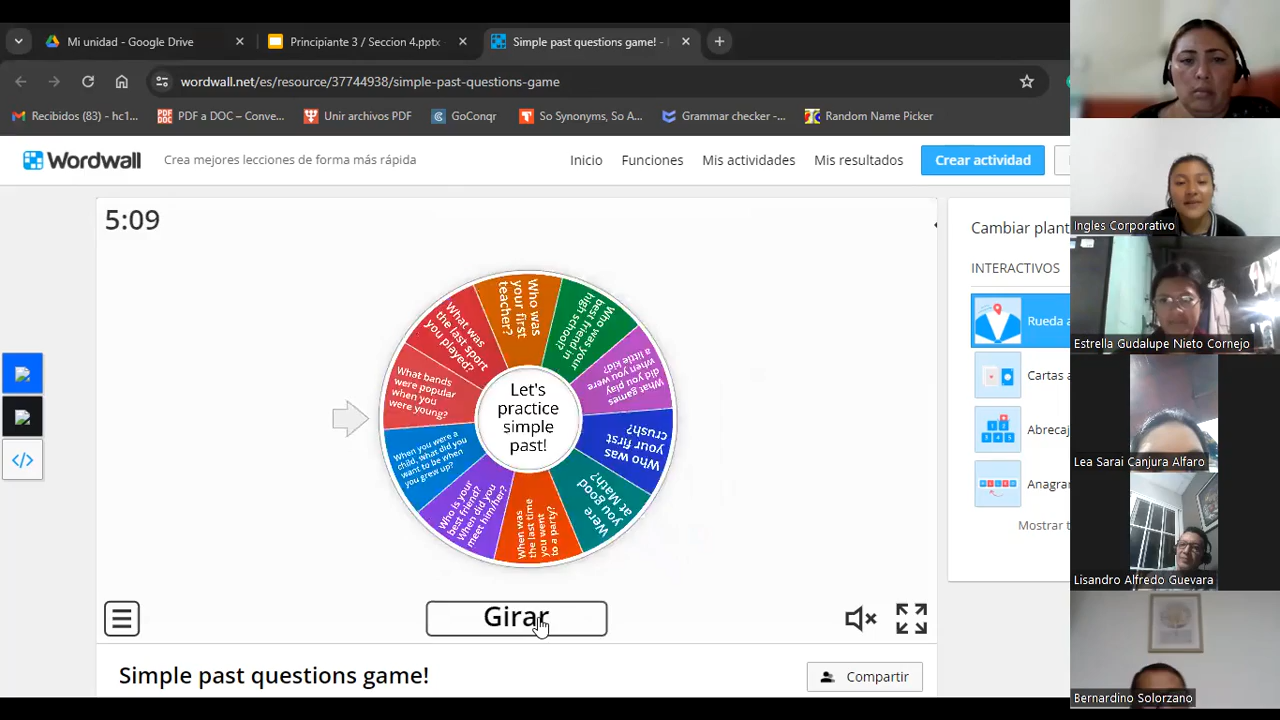 Mi unidad - Google Drive
Principiante 3 / Seccion 4.pptx
Simple past questions game! -
wordwall.net/es/resource/37744938/simple-past-questions-game
Recibidos (83) - hc1...
PDF a DOC – Conve...
Unir archivos PDF
GoConqr
So Synonyms, So A...
Grammar checker -...
Random Name Picker
Wordwall
Crea mejores lecciones de forma más rápida
Inicio
Funciones
Mis actividades
Mis resultados
Crear actividad
5:09
Who was
your first
teacher?
Who was your
best friend in
high school?
What games
did you play
when you were
a little kid?
Who was
your first
crush?
Were
you good
at Math?
When was
the last time
you went
to a party?
Who is your
best friend?
When did you
meet him/her?
When you were a
child, what did you
want to be when
you grew up?
What bands
were popular
when you
were young?
What was
the last sport
you played?
Let's
practice
simple
past!
Girar
Simple past questions game!
Compartir
Cambiar plant
INTERACTIVOS
Rueda a
Cartas a
Abrecaj
Anagran
Mostrar t
Ingles Corporativo
Estrella Gudalupe Nieto Cornejo
Lea Sarai Canjura Alfaro
Lisandro Alfredo Guevara
Bernardino Solorzano